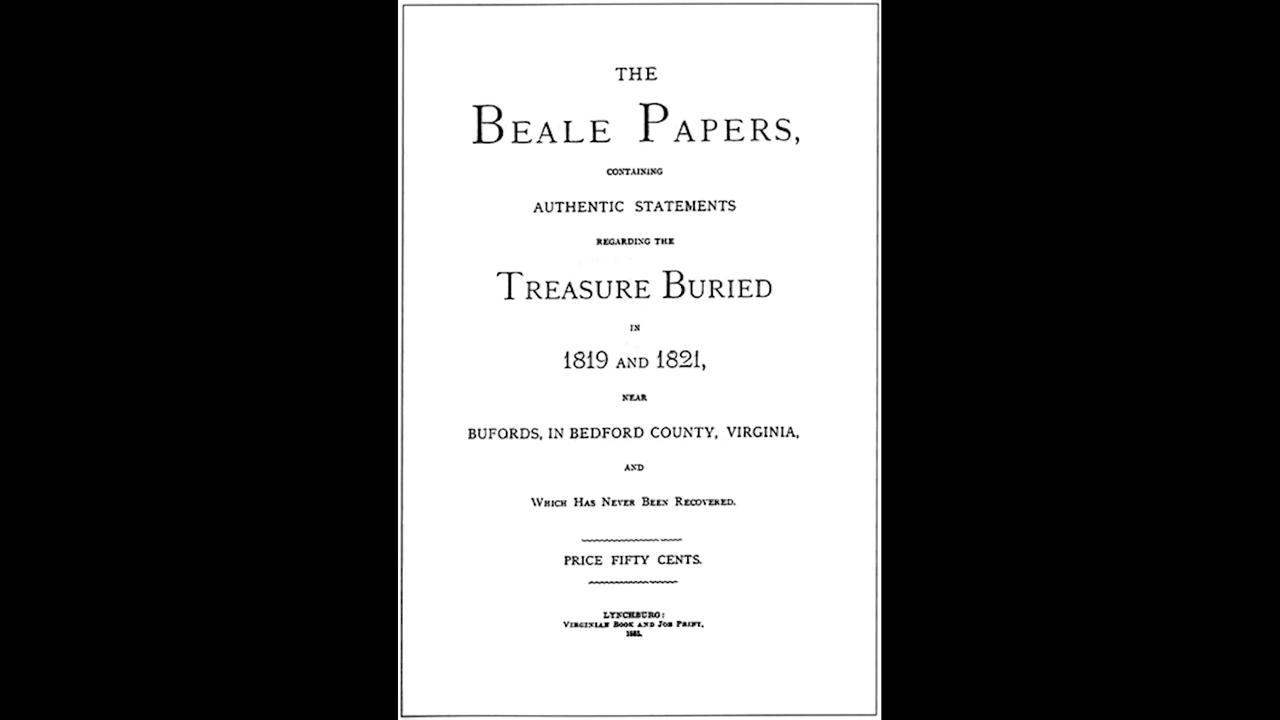 THE
BEALE PAPERS,
CONTAINING
AUTHENTIC STATEMENTS
REGARDING THE
TREASURE BURIED
IN
1819 AND 1821,
NEAR
BUFORDS, IN BEDFORD COUNTY, VIRGINIA,
AND
WHICH HAS NEVER BEEN RECOVERED.
PRICE FIFTY CENTS.
LYNCHBURG:
VIRGINIAN BOOK AND JOB PRINT,
1885.